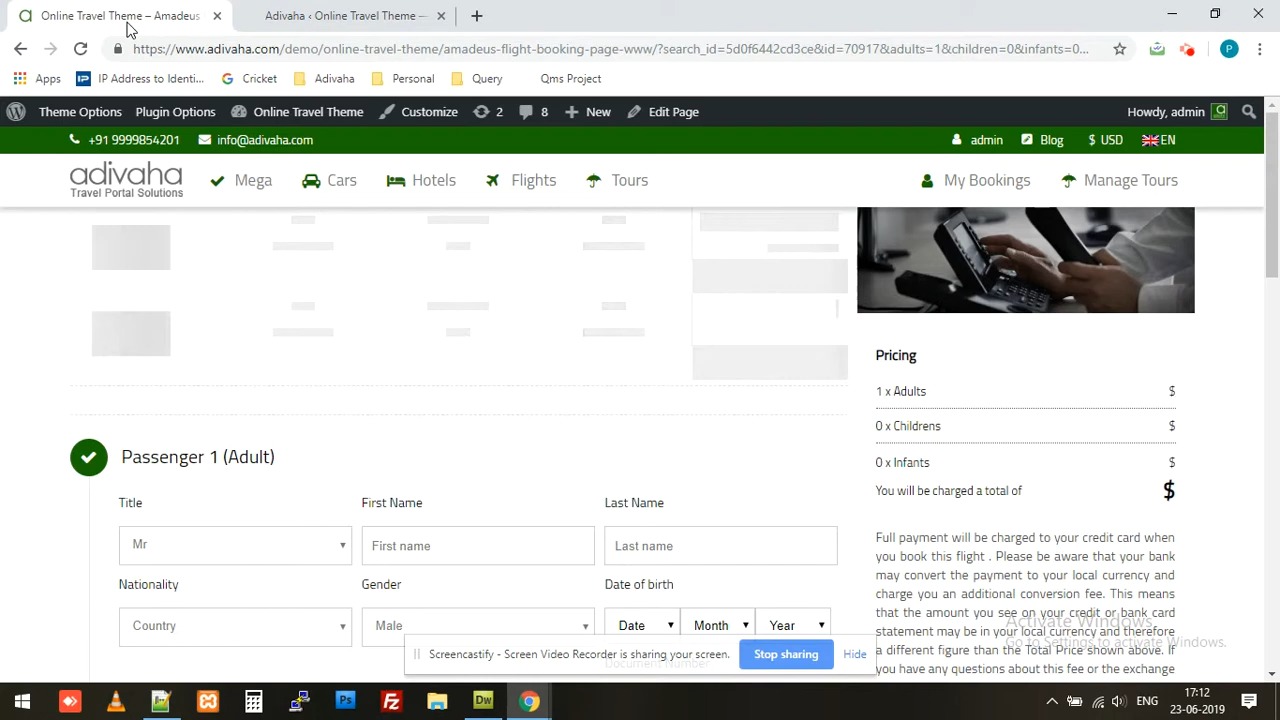 Online Travel Theme – Amadeus
Adivaha ‹ Online Travel Theme —
https://www.adivaha.com/demo/online-travel-theme/amadeus-flight-booking-page-www/?search_id=5d0f6442cd3ce&id=70917&adults=1&children=0&infants=0...
P
Apps
IP IP Address to Identi...
Cricket
Adivaha
Personal
Query
Qms Project
Theme Options
Plugin Options
Online Travel Theme
Customize
2
8
New
Edit Page
Howdy, admin
+91 9999854201
info@adivaha.com
admin
Blog
$ USD
EN
adivaha
Travel Portal Solutions
Mega
Cars
Hotels
Flights
Tours
My Bookings
Manage Tours
Pricing
1 x Adults $
0 x Childrens $
0 x Infants $
You will be charged a total of $
Passenger 1 (Adult)
Title
First Name
Last Name
Mr
First name
Last name
Nationality
Gender
Date of birth
Country
Male
Date
Month
Year
Document Number
Full payment will be charged to your credit card when
you book this flight . Please be aware that your bank
may convert the payment to your local currency and
charge you an additional conversion fee. This means
that the amount you see on your credit or bank card
statement may be in your local currency and therefore
a different figure than the Total Price shown above. If
you have any questions about this fee or the exchange
Activate Windows
Go to Settings to activate Windows.
Screencastify - Screen Video Recorder is sharing your screen.
Stop sharing
Hide
Ps
Fz
Dw
ENG
17:12
23-06-2019